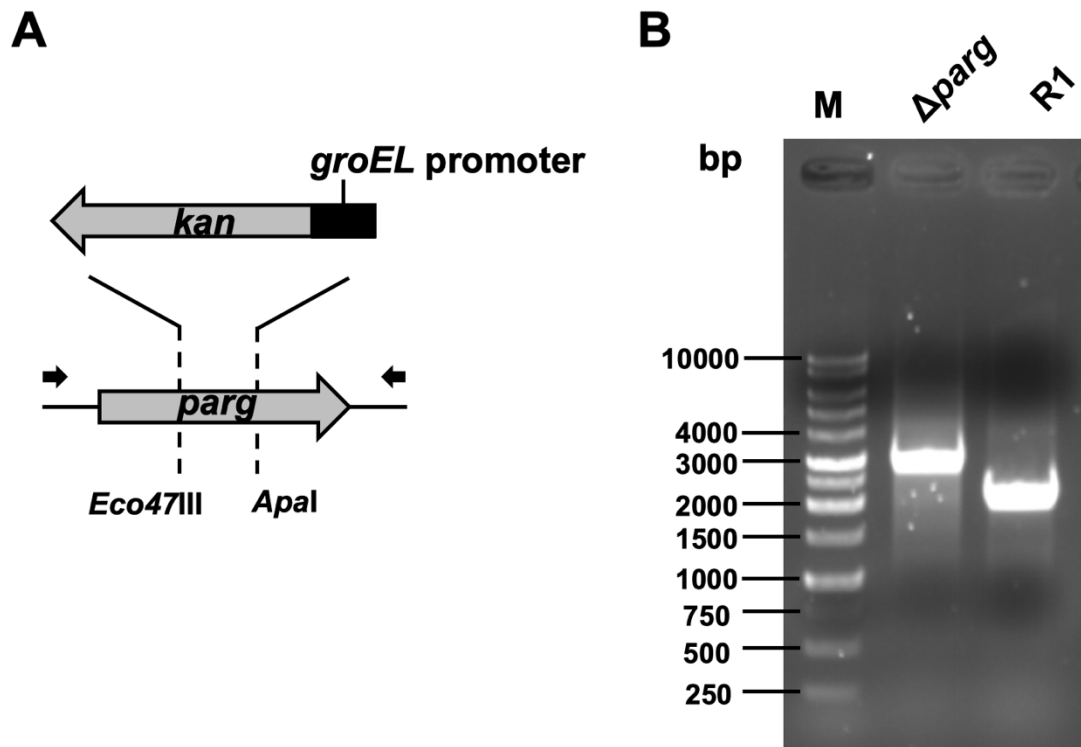 A
groEL promoter
kan
parg
Eco47III
ApaI
B
M
Δparg
R1
bp
10000
4000
3000
2000
1500
1000
750
500
250